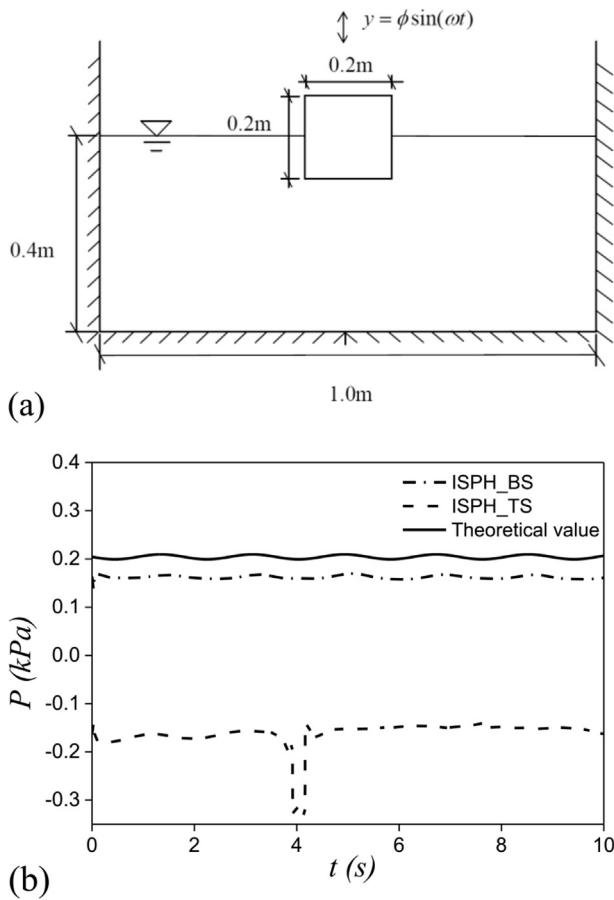 y = ϕ sin(ωt)
0.2m
0.2m
0.4m
1.0m
(a)
0.4
0.3
0.2
0.1
0.0
-0.1
-0.2
-0.3
P (kPa)
ISPH_BS
ISPH_TS
Theoretical value
0 2 4 6 8 10
t (s)
(b)